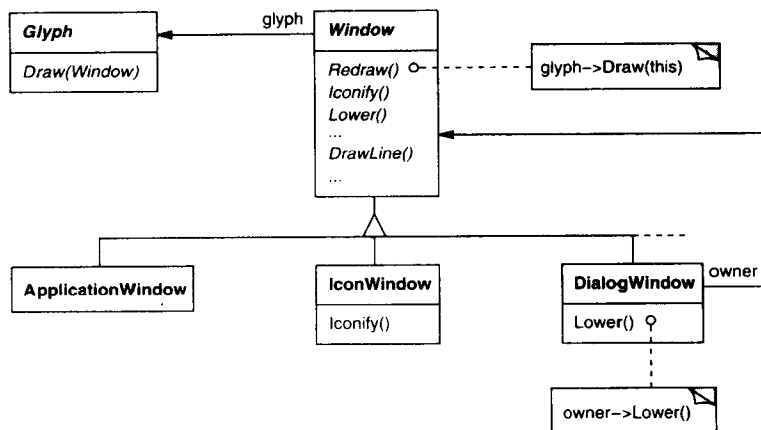 glyph
Glyph
Draw(Window)
Window
Redraw()
Iconify()
Lower()
...
DrawLine()
...
glyph->Draw(this)
ApplicationWindow
IconWindow
Iconify()
DialogWindow
Lower()
owner
owner->Lower()